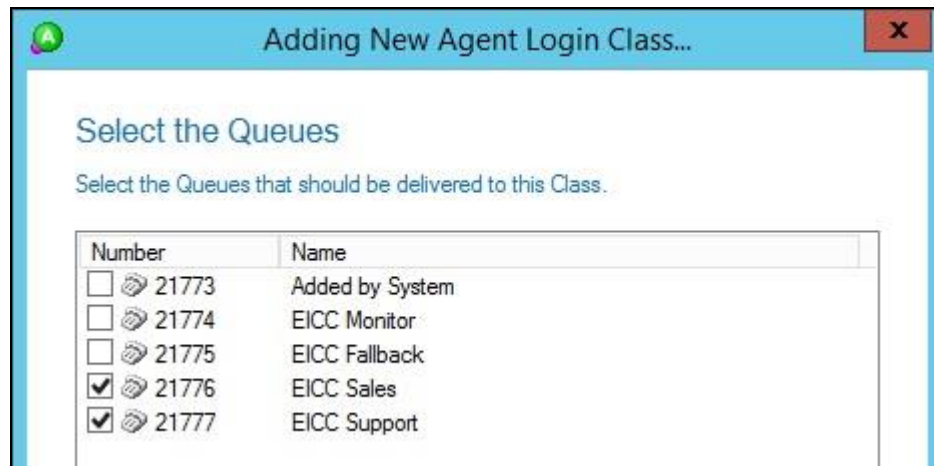 Adding New Agent Login Class...
x
Select the Queues
Select the Queues that should be delivered to this Class.
Number Name
21773 Added by System
21774 EICC Monitor
21775 EICC Fallback
21776 EICC Sales
21777 EICC Support